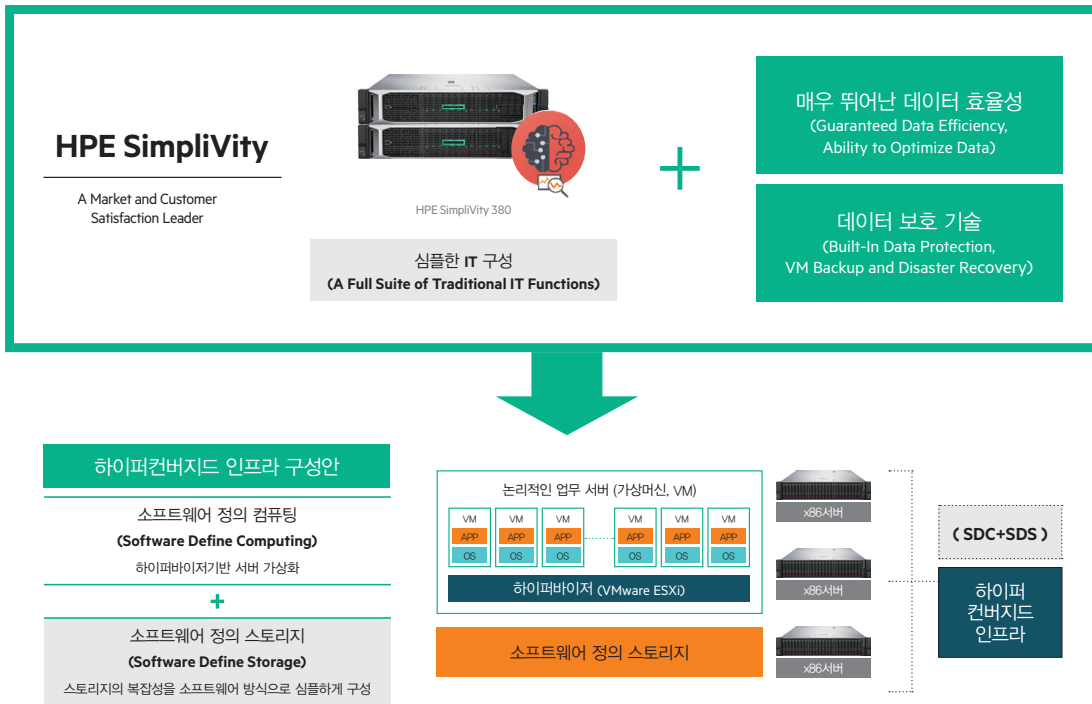 HPE SimpliVity
A Market and Customer
Satisfaction Leader
HPE SimpliVity 380
심플한 IT 구성
(A Full Suite of Traditional IT Functions)
+
매우 뛰어난 데이터 효율성
(Guaranteed Data Efficiency,
Ability to Optimize Data)
데이터 보호 기술
(Built-In Data Protection,
VM Backup and Disaster Recovery)
하이퍼컨버지드 인프라 구성안
소프트웨어 정의 컴퓨팅
(Software Define Computing)
하이퍼바이저기반 서버 가상화
+
소프트웨어 정의 스토리지
(Software Define Storage)
스토리지의 복잡성을 소프트웨어 방식으로 심플하게 구성
논리적인 업무 서버 (가상머신, VM)
VM VM VM VM VM VM
APP APP APP APP APP APP
OS OS OS OS OS OS
하이퍼바이저 (VMware ESXi)
소프트웨어 정의 스토리지
x86서버
x86서버
x86서버
( SDC+SDS )
하이퍼
컨버지드
인프라